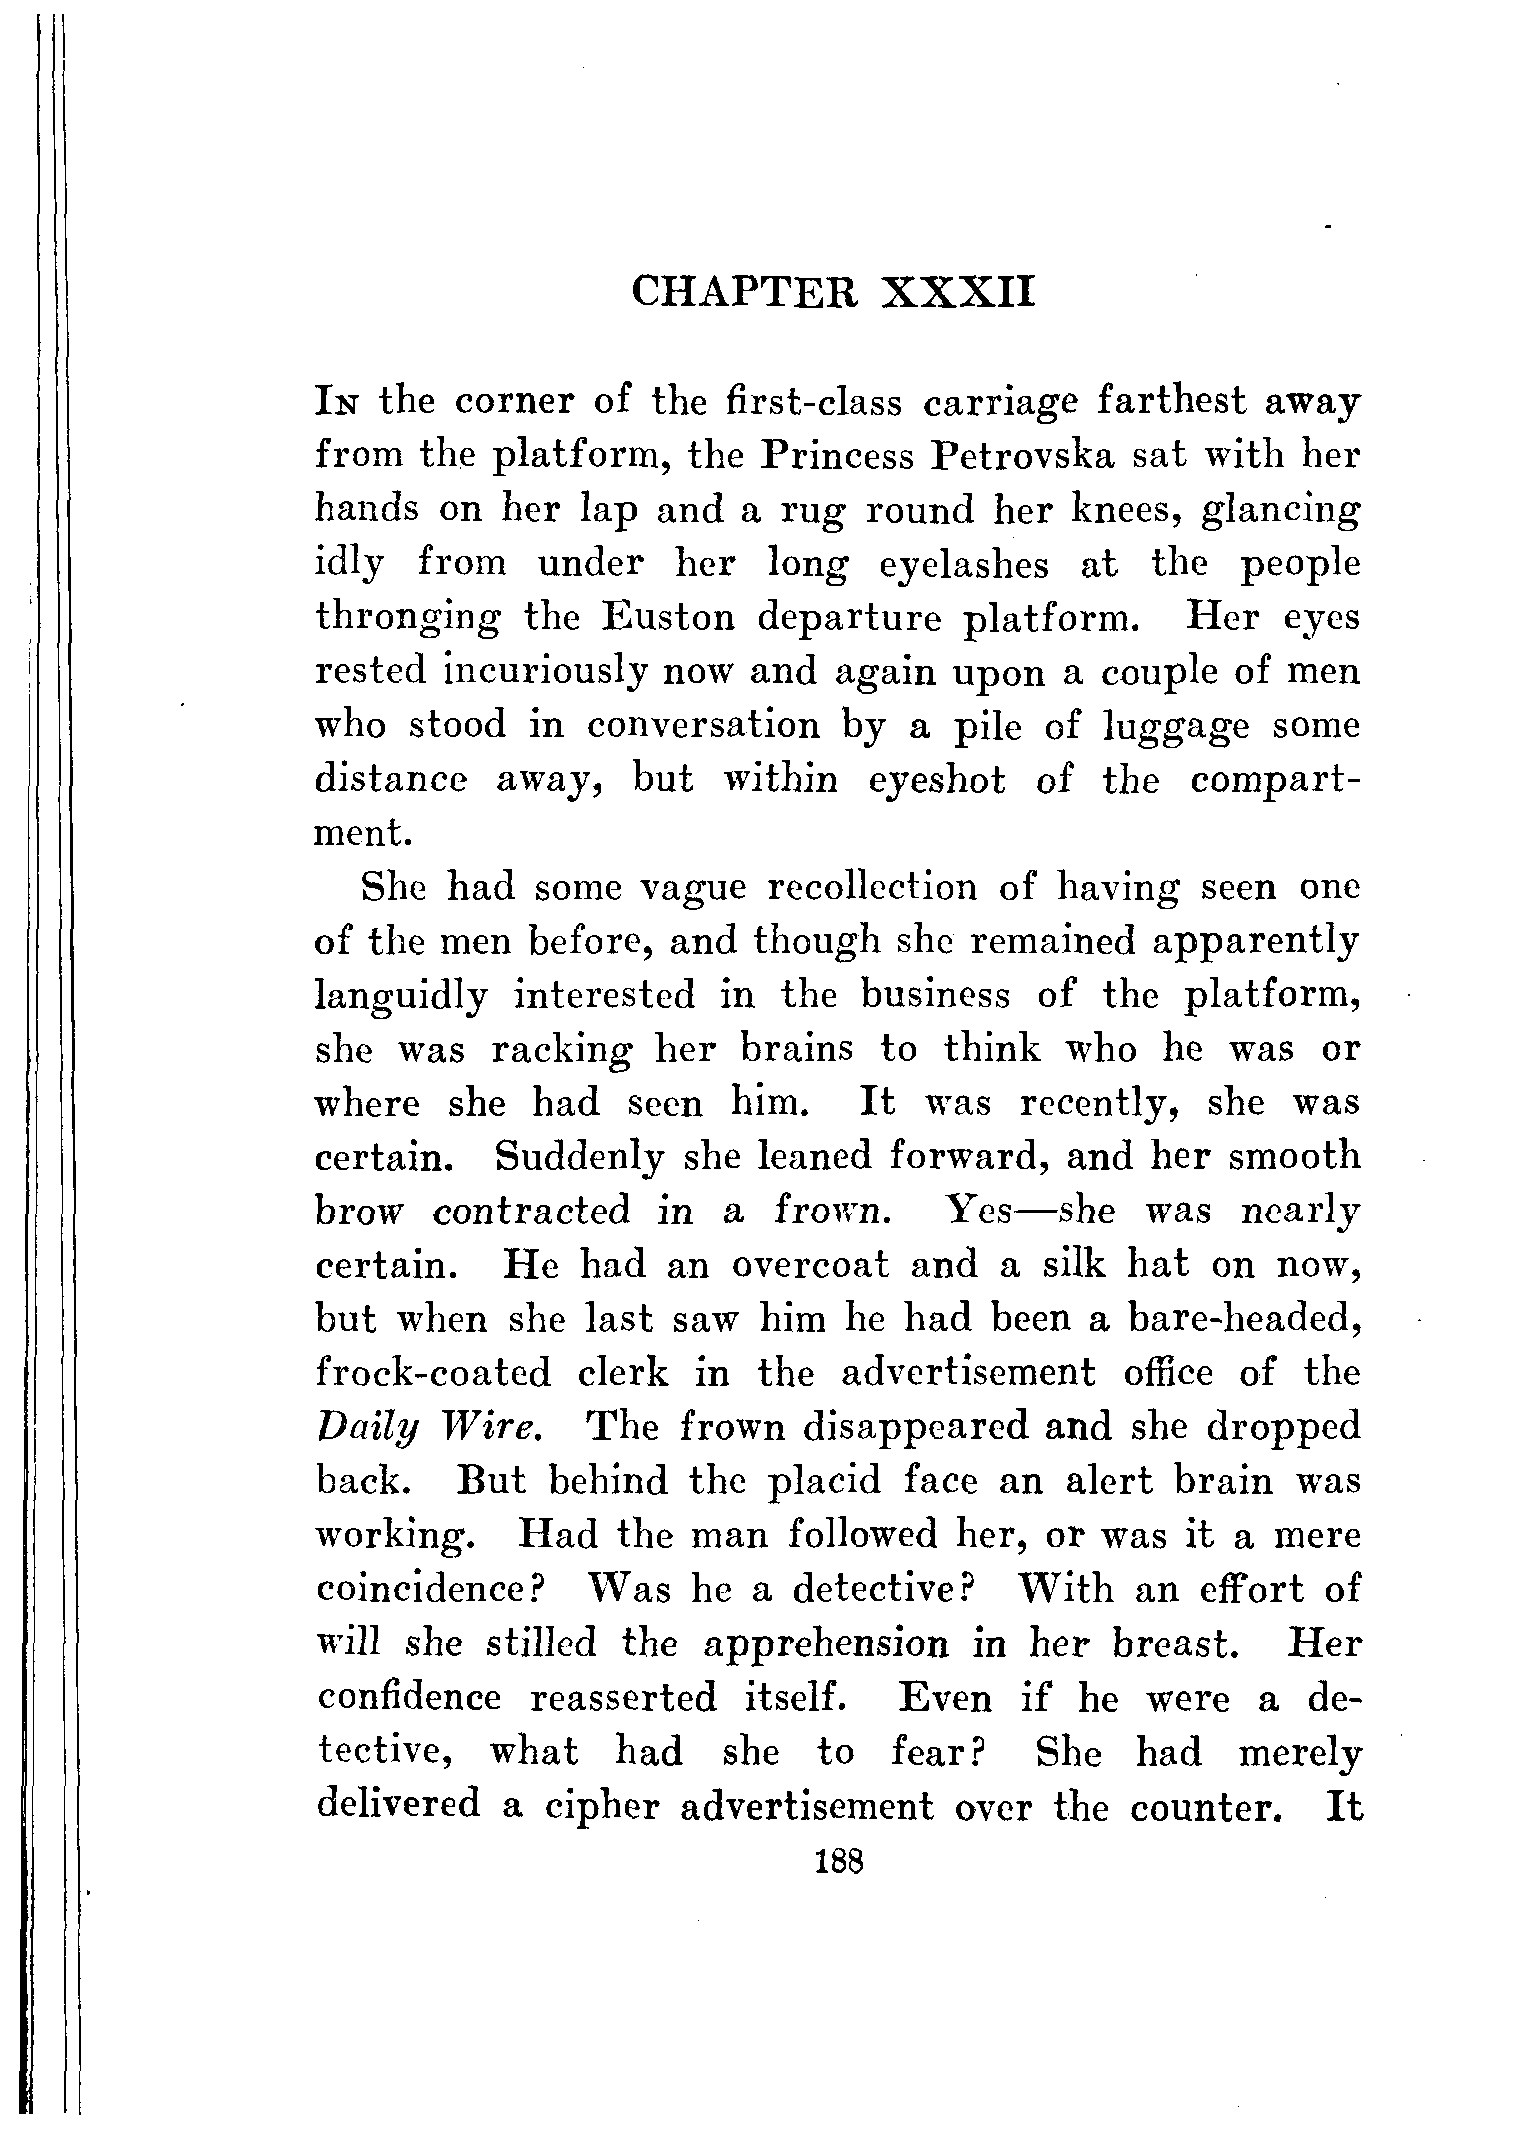 CHAPTER XXXII
IN the corner of the first-class carriage farthest away
from the platform, the Princess Petrovska sat with her
hands on her lap and a rug round her knees, glancing
idly from under her long eyelashes at the people
thronging the Euston departure platform. Her eyes
rested incuriously now and again upon a couple of men
who stood in conversation by a pile of luggage some
distance away, but within eyeshot of the compart-
ment.
She had some vague recollection of having seen one
of the men before, and though she remained apparently
languidly interested in the business of the platform,
she was racking her brains to think who he was or
where she had seen him. It was recently, she was
certain. Suddenly she leaned forward, and her smooth
brow contracted in a frown. Yes—she was nearly
certain. He had an overcoat and a silk hat on now,
but when she last saw him he had been a bare-headed,
frock-coated clerk in the advertisement office of the
Daily Wire. The frown disappeared and she dropped
back. But behind the placid face an alert brain was
working. Had the man followed her, or was it a mere
coincidence? Was he a detective? With an effort of
will she stilled the apprehension in her breast. Her
confidence reasserted itself. Even if he were a de-
tective, what had she to fear? She had merely
delivered a cipher advertisement over the counter. It
188